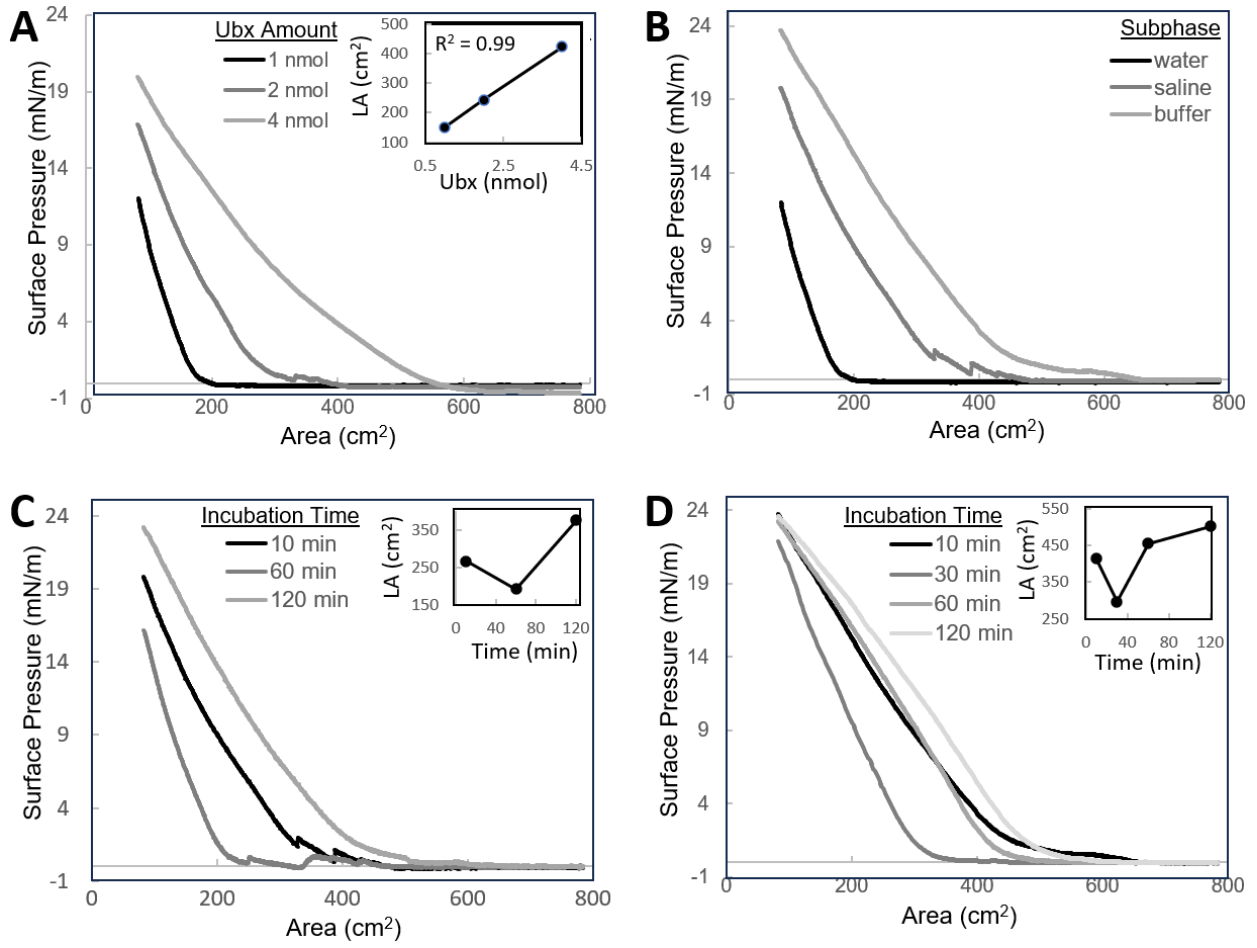 A
Ubx Amount
1 nmol
2 nmol
4 nmol
R² = 0.99
LA (cm²)
500
400
300
200
100
0.5 2.5 4.5
Ubx (nmol)
Surface Pressure (mN/m)
24
19
14
9
4
-1
0 200 400 600 800
Area (cm²)
B
Subphase
water
saline
buffer
Surface Pressure (mN/m)
24
19
14
9
4
-1
0 200 400 600 800
Area (cm²)
C
Incubation Time
10 min
60 min
120 min
LA (cm²)
350
250
150
0 40 80 120
Time (min)
Surface Pressure (mN/m)
24
19
14
9
4
-1
0 200 400 600 800
Area (cm²)
D
Incubation Time
10 min
30 min
60 min
120 min
LA (cm²)
550
450
350
250
0 40 80 120
Time (min)
Surface Pressure (mN/m)
24
19
14
9
4
-1
0 200 400 600 800
Area (cm²)